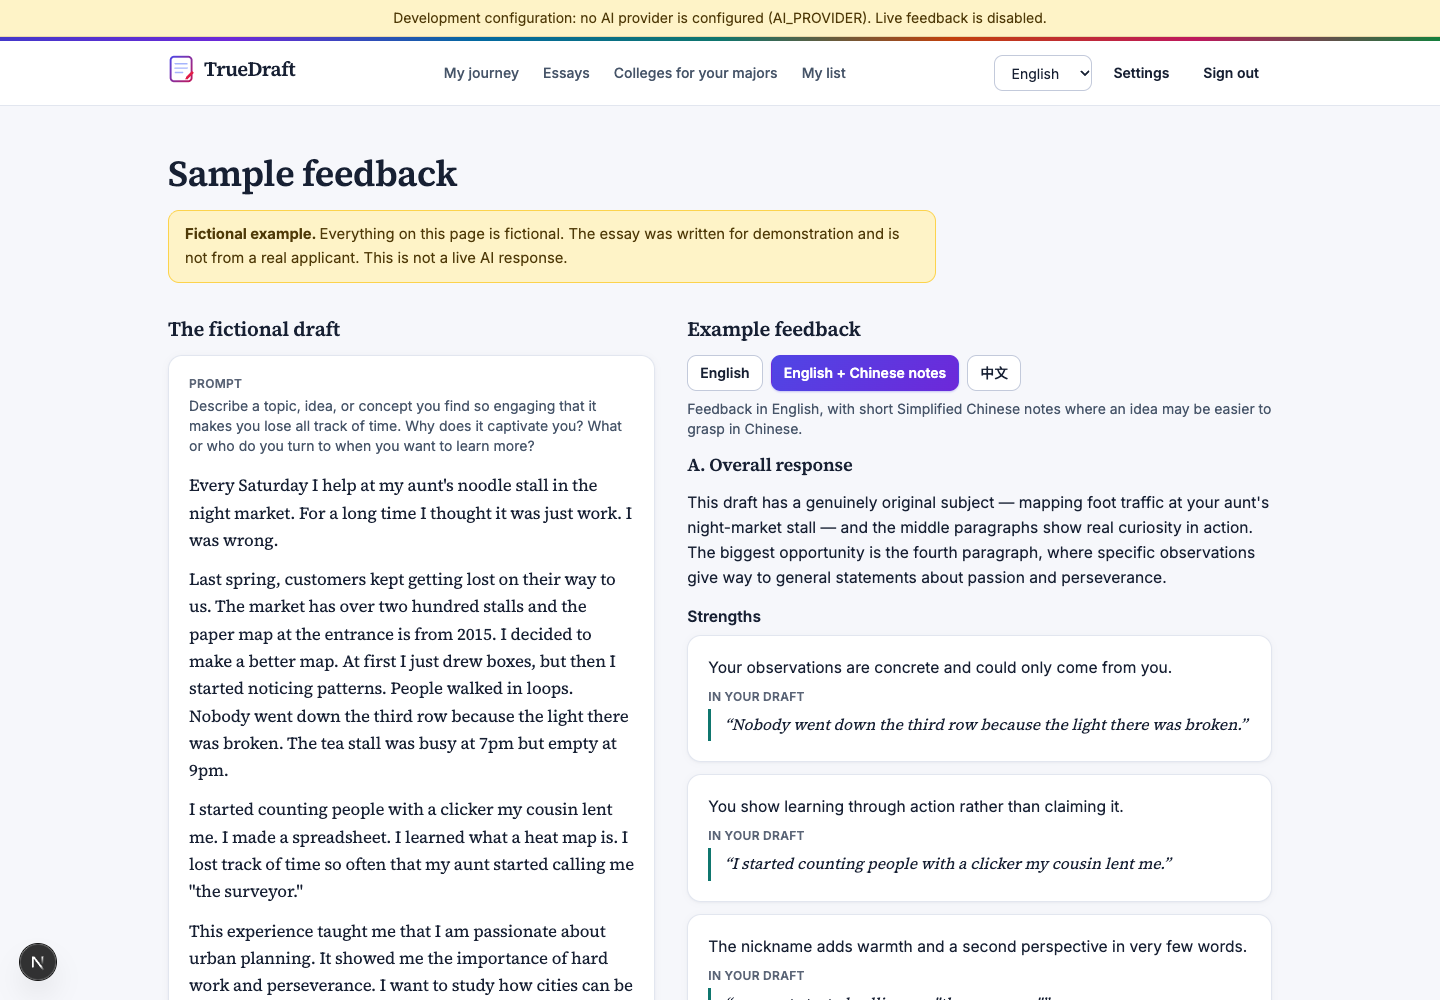 Development configuration: no AI provider is configured (AI_PROVIDER). Live feedback is disabled.
TrueDraft
My journey
Essays
Colleges for your majors
My list
English
Settings
Sign out
Sample feedback
Fictional example. Everything on this page is fictional. The essay was written for demonstration and is
not from a real applicant. This is not a live AI response.
The fictional draft
PROMPT
Describe a topic, idea, or concept you find so engaging that it
makes you lose all track of time. Why does it captivate you? What
or who do you turn to when you want to learn more?
Every Saturday I help at my aunt's noodle stall in the
night market. For a long time I thought it was just work. I
was wrong.
Last spring, customers kept getting lost on their way to
us. The market has over two hundred stalls and the
paper map at the entrance is from 2015. I decided to
make a better map. At first I just drew boxes, but then I
started noticing patterns. People walked in loops.
Nobody went down the third row because the light there
was broken. The tea stall was busy at 7pm but empty at
9pm.
I started counting people with a clicker my cousin lent
me. I made a spreadsheet. I learned what a heat map is. I
lost track of time so often that my aunt started calling me
"the surveyor."
This experience taught me that I am passionate about
urban planning. It showed me the importance of hard
work and perseverance. I want to study how cities can be
Example feedback
English
English + Chinese notes
中文
Feedback in English, with short Simplified Chinese notes where an idea may be easier to
grasp in Chinese.
A. Overall response
This draft has a genuinely original subject — mapping foot traffic at your aunt's
night-market stall — and the middle paragraphs show real curiosity in action.
The biggest opportunity is the fourth paragraph, where specific observations
give way to general statements about passion and perseverance.
Strengths
Your observations are concrete and could only come from you.
IN YOUR DRAFT
“Nobody went down the third row because the light there was broken.”
You show learning through action rather than claiming it.
IN YOUR DRAFT
“I started counting people with a clicker my cousin lent me.”
The nickname adds warmth and a second perspective in very few words.
IN YOUR DRAFT
N